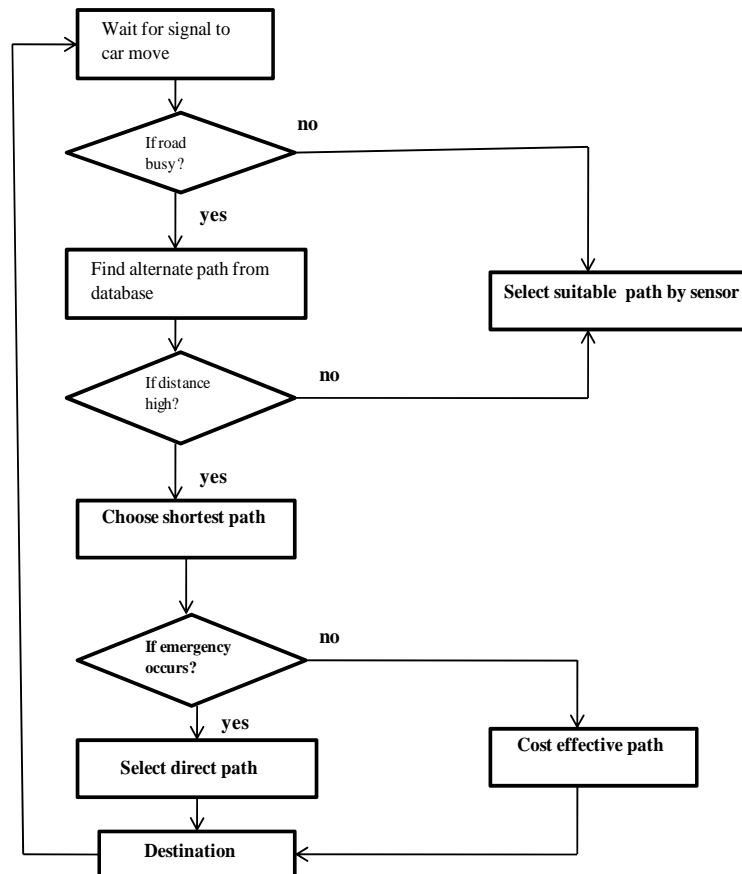 Wait for signal to
car move
no
If road
busy?
yes
Find alternate path from
database
Select suitable path by sensor
no
If distance
high?
yes
Choose shortest path
no
If emergency
occurs?
yes
Cost effective path
Select direct path
Destination